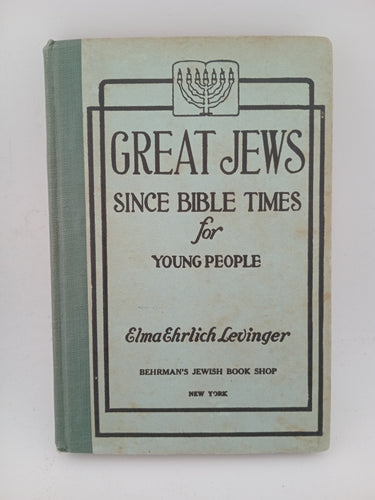 GREAT JEWS
SINCE BIBLE TIMES
for
YOUNG PEOPLE
Elma Ehrlich Levinger
BEHRMAN'S JEWISH BOOK SHOP
NEW YORK